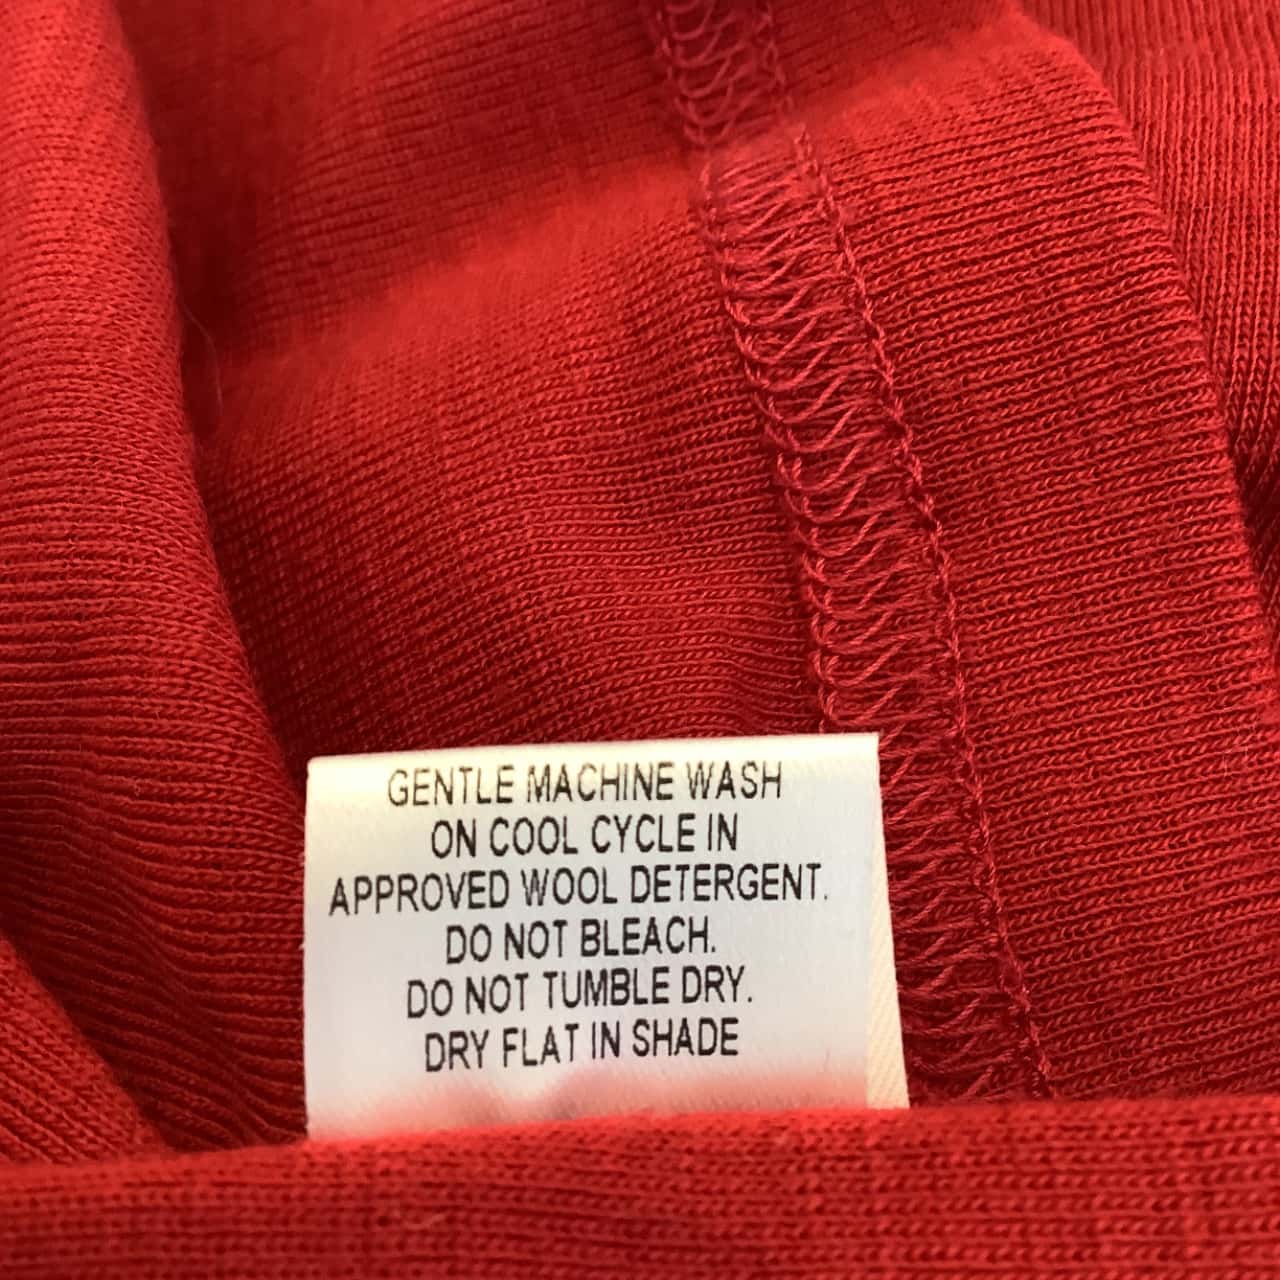 GENTLE MACHINE WASH
ON COOL CYCLE IN
APPROVED WOOL DETERGENT.
DO NOT BLEACH.
DO NOT TUMBLE DRY.
DRY FLAT IN SHADE